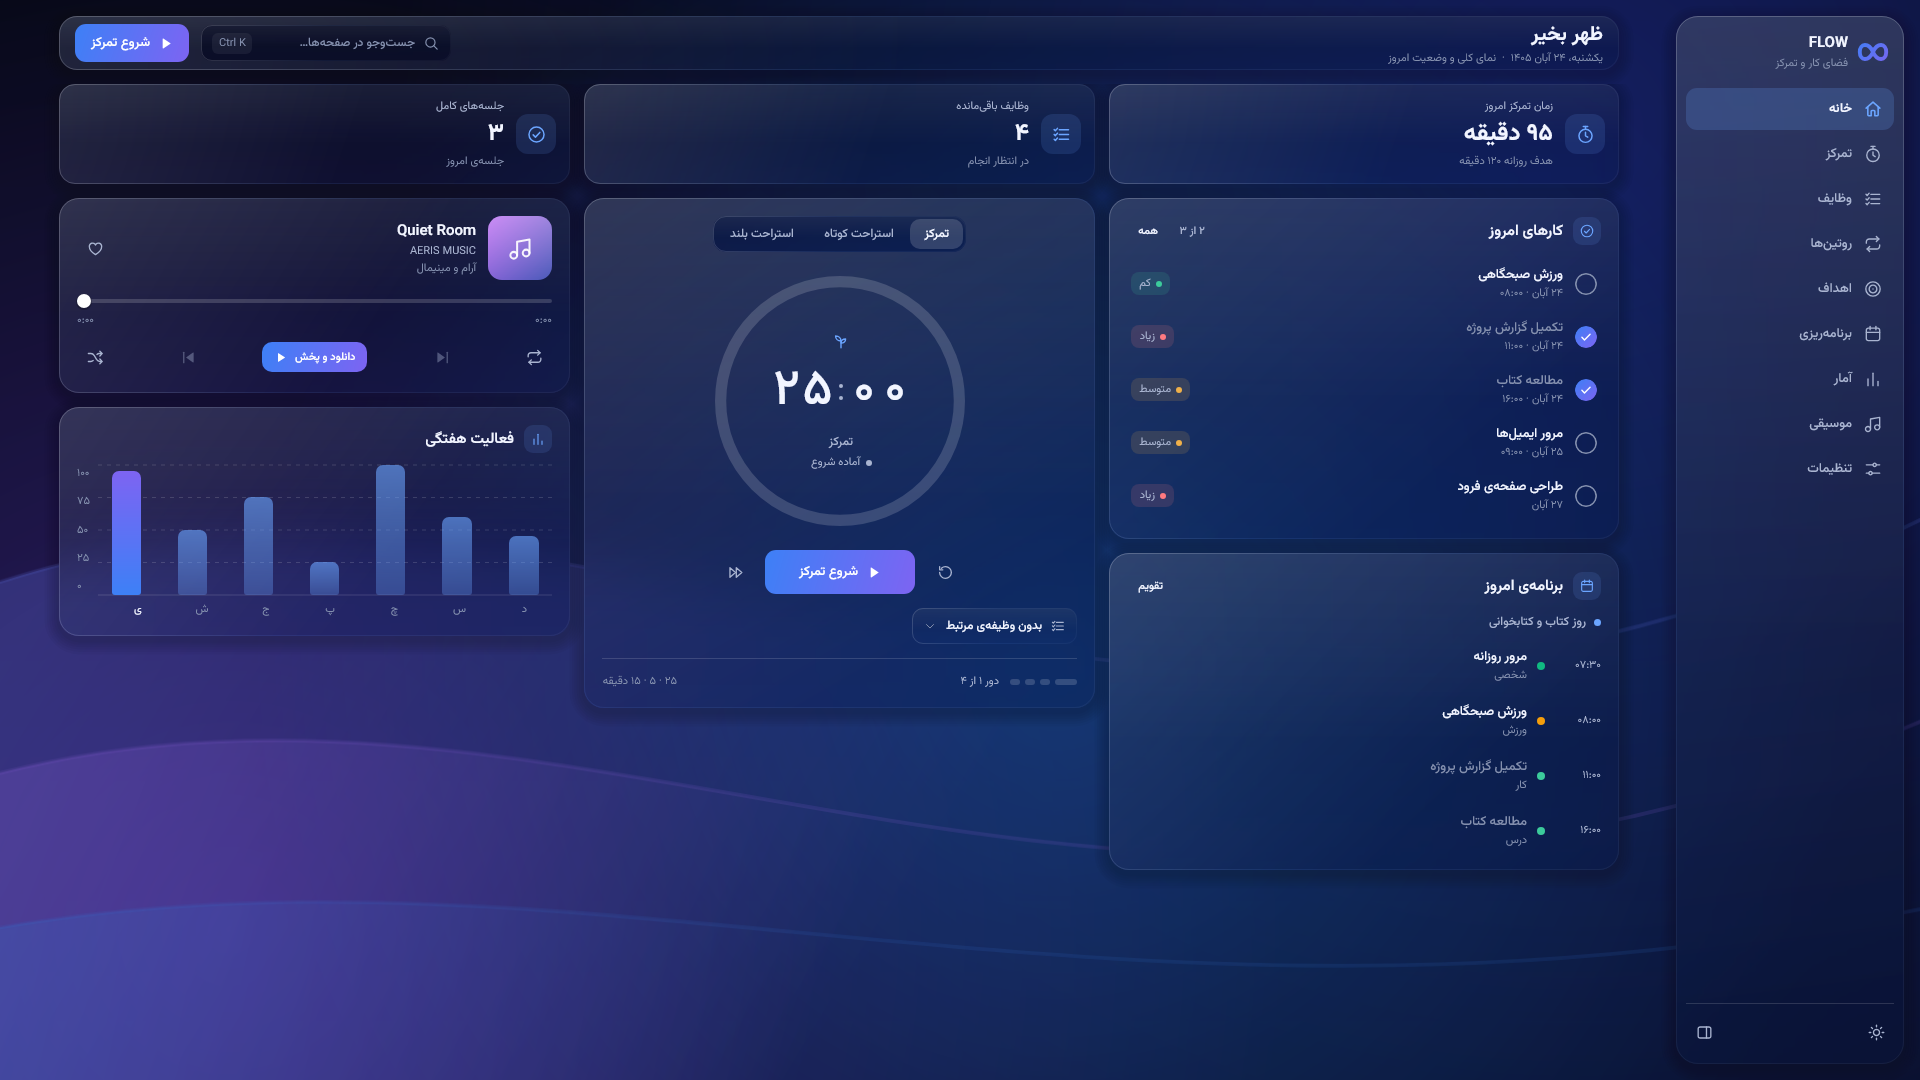 FLOW
فضای کار و تمرکز
خانه
تمرکز
وظایف
روتین‌ها
اهداف
برنامه‌ریزی
آمار
موسیقی
تنظیمات
ظهر بخیر
یکشنبه، ۲۴ آبان ۱۴۰۵ · نمای کلی و وضعیت امروز
جست‌وجو در صفحه‌ها...
Ctrl K
شروع تمرکز
زمان تمرکز امروز
۹۵ دقیقه
هدف روزانه ۱۲۰ دقیقه
وظایف باقی‌مانده
۴
در انتظار انجام
جلسه‌های کامل
۳
جلسه‌ی امروز
کارهای امروز
۲ از ۳
همه
ورزش صبحگاهی
۲۴ آبان · ۰۸:۰۰
کم
تکمیل گزارش پروژه
۲۴ آبان · ۱۱:۰۰
زیاد
مطالعه کتاب
۲۴ آبان · ۱۶:۰۰
متوسط
مرور ایمیل‌ها
۲۵ آبان · ۰۹:۰۰
متوسط
طراحی صفحه‌ی فرود
۲۷ آبان
زیاد
برنامه‌ی امروز
تقویم
روز کتاب و کتابخوانی
۰۷:۳۰
مرور روزانه
شخصی
۰۸:۰۰
ورزش صبحگاهی
ورزش
۱۱:۰۰
تکمیل گزارش پروژه
کار
۱۶:۰۰
مطالعه کتاب
درس
تمرکز
استراحت کوتاه
استراحت بلند
۲۵:۰۰
تمرکز
آماده شروع
شروع تمرکز
بدون وظیفه‌ی مرتبط
دور ۱ از ۴
۲۵ · ۵ · ۱۵ دقیقه
Quiet Room
AERIS MUSIC
آرام و مینیمال
۰:۰۰
۰:۰۰
دانلود و پخش
فعالیت هفتگی
۱۰۰
۷۵
۵۰
۲۵
۰
د
س
چ
پ
ج
ش
ی